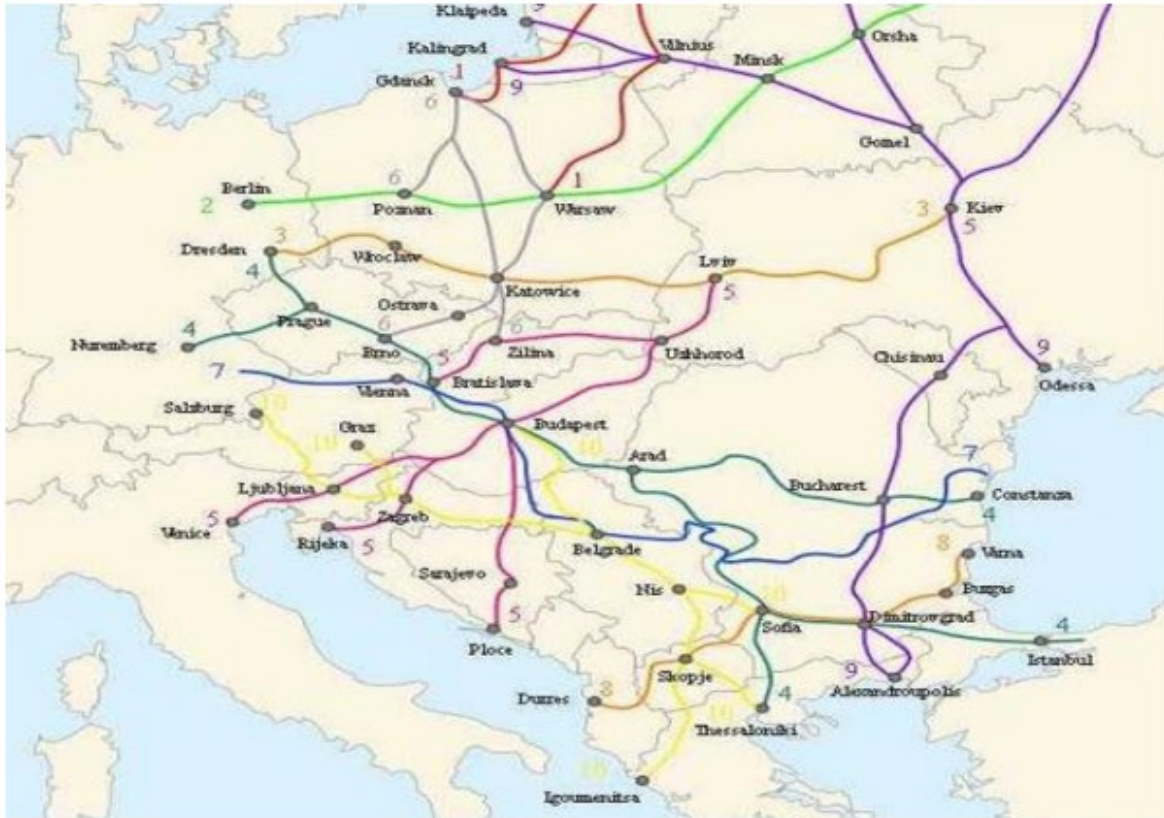 Klaipeda
9
Kalingrad
Vilnius
Orsha
Minsk
Gdansk
1
6
9
Gomel
Berlin
2
6
Poznan
1
Warsaw
3
Kiev
5
Dresden
3
4
Wroclaw
Lviv
5
Katowice
Ostrava
Prague
6
6
Nuremberg
4
Brno
Zilina
Uzhhorod
Chisinau
9
Odessa
7
5
Vienna
Bratislava
Salzburg
10
Graz
10
Budapest
10
Arad
7
Ljubljana
Bucharest
Constanza
4
Zagreb
Venice
5
Rijeka
5
Belgrade
8
Varna
Sarajevo
Nis
10
Burgas
5
Sofia
Dimitrovgrad
4
Ploce
Istanbul
Skopje
9
Alexandroupolis
Durres
8
10
4
Thessaloniki
10
Igoumenitsa